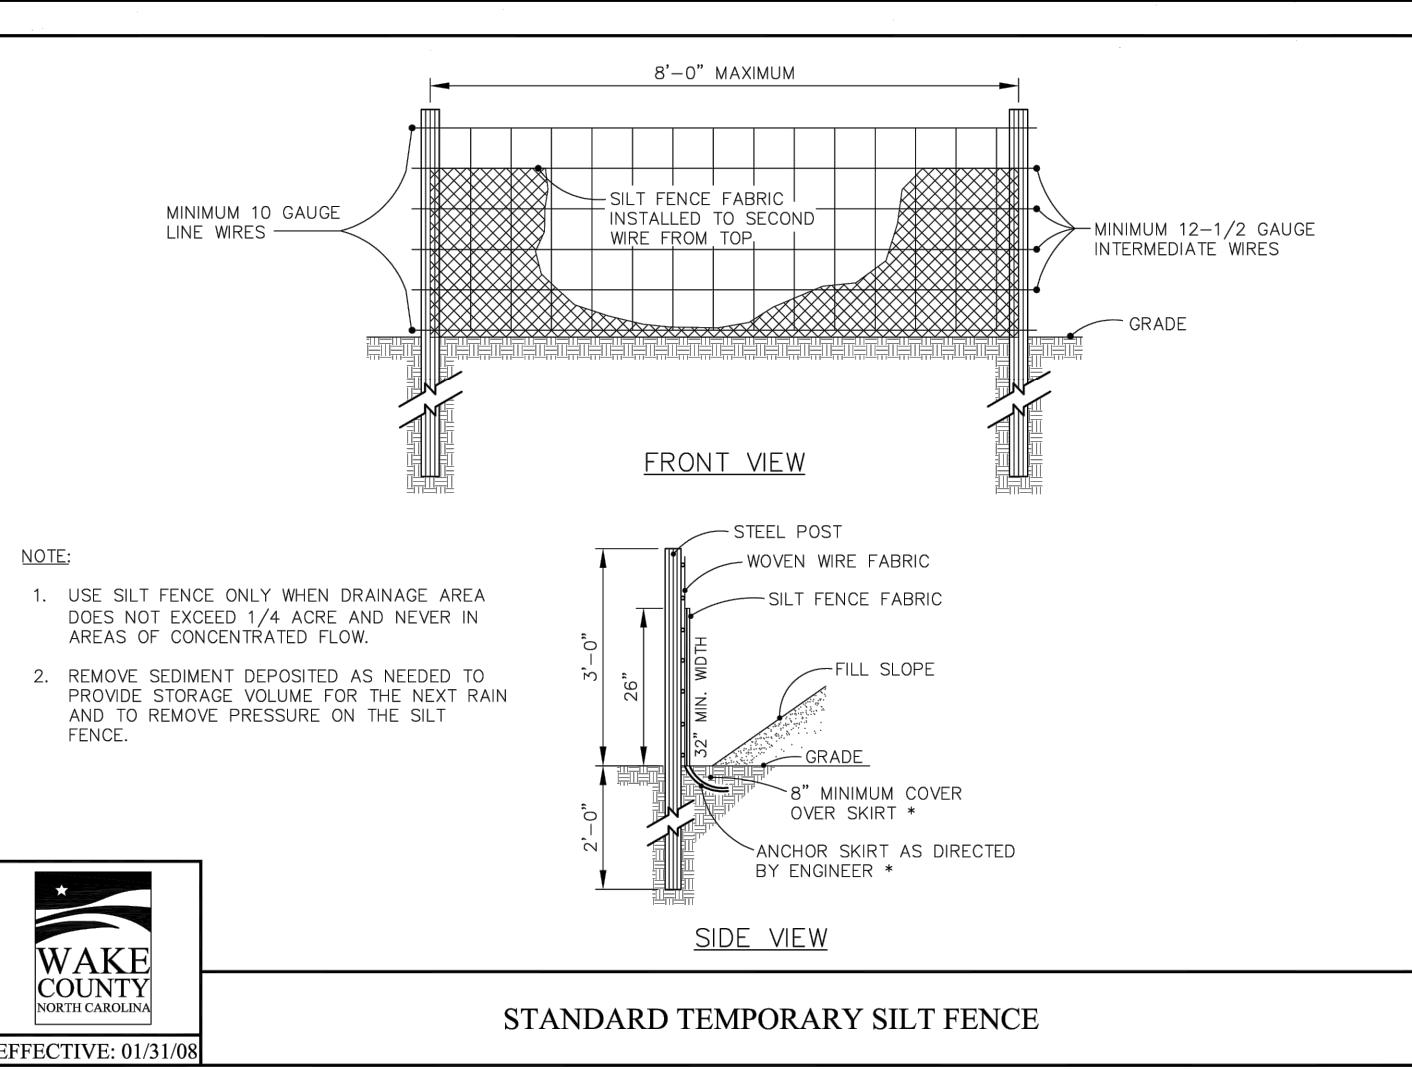 8'-0" MAXIMUM
SILT FENCE FABRIC
INSTALLED TO SECOND
WIRE FROM TOP
MINIMUM 10 GAUGE
LINE WIRES
MINIMUM 12-1/2 GAUGE
INTERMEDIATE WIRES
GRADE
FRONT VIEW
STEEL POST
WOVEN WIRE FABRIC
SILT FENCE FABRIC
NOTE:
1. USE SILT FENCE ONLY WHEN DRAINAGE AREA
DOES NOT EXCEED 1/4 ACRE AND NEVER IN
AREAS OF CONCENTRATED FLOW.
2. REMOVE SEDIMENT DEPOSITED AS NEEDED TO
PROVIDE STORAGE VOLUME FOR THE NEXT RAIN
AND TO REMOVE PRESSURE ON THE SILT
FENCE.
3'-0"
26"
32" MIN. WIDTH
FILL SLOPE
GRADE
2'-0"
8" MINIMUM COVER
OVER SKIRT *
ANCHOR SKIRT AS DIRECTED
BY ENGINEER *
SIDE VIEW
WAKE
COUNTY
NORTH CAROLINA
EFFECTIVE: 01/31/08
STANDARD TEMPORARY SILT FENCE